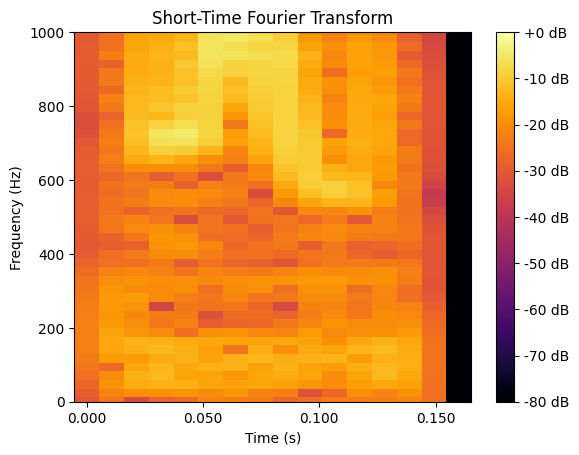 Short-Time Fourier Transform
Frequency (Hz)
1000
800
600
400
200
0
0.000
0.050
0.100
0.150
Time (s)
+0 dB
-10 dB
-20 dB
-30 dB
-40 dB
-50 dB
-60 dB
-70 dB
-80 dB